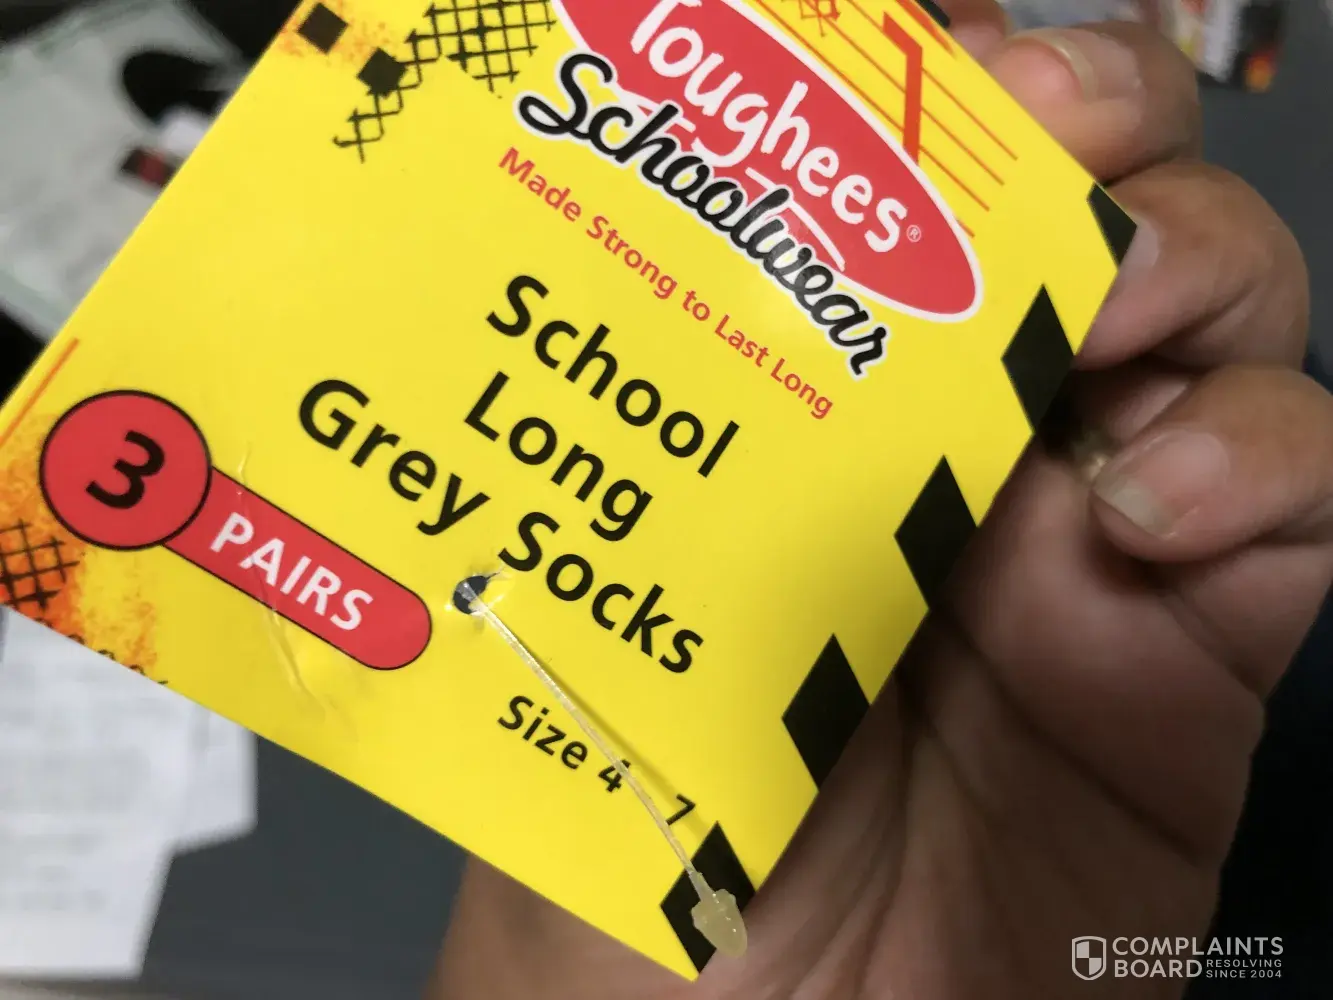 Toughees®
Schoolwear
Made Strong to Last Long
School
Long
Grey Socks
3 PAIRS
Size 4 7
COMPLAINTS
BOARD RESOLVING
SINCE 2004